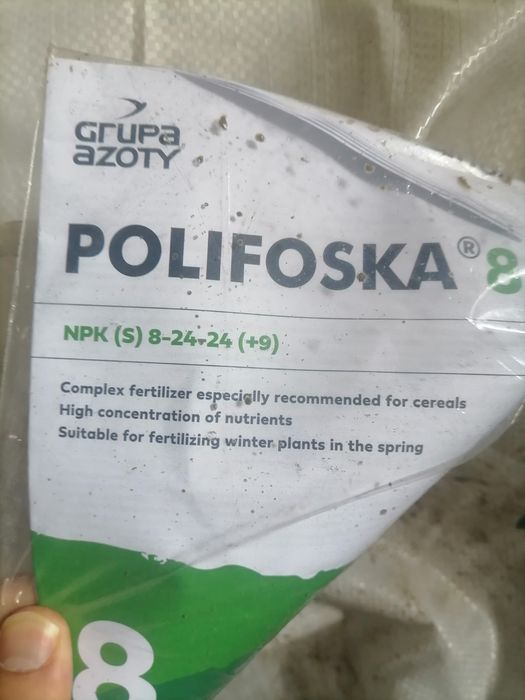 GRUPA
AZOTY
POLIFOSKA® 8
NPK (S) 8-24-24 (+9)
Complex fertilizer especially recommended for cereals
High concentration of nutrients
Suitable for fertilizing winter plants in the spring
8